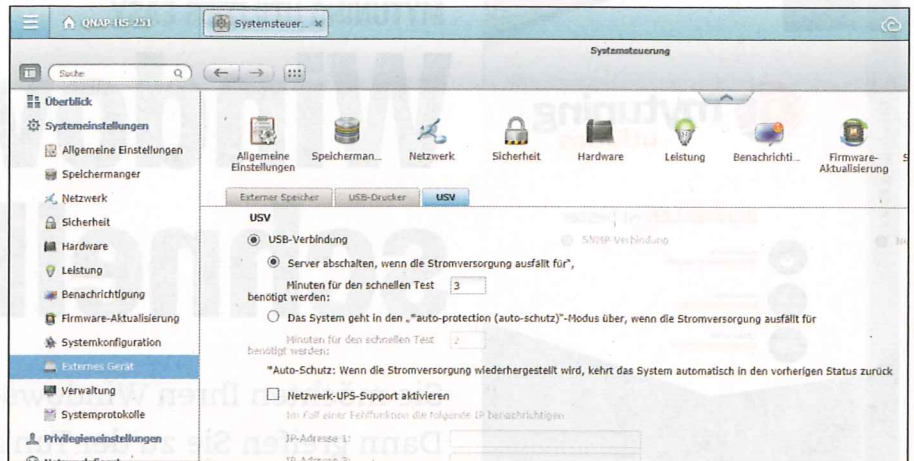 QNAP HS-251
Systemsteuer... ×
Systemsteuerung
Suche
Überblick
Systemeinstellungen
Allgemeine Einstellungen
Speichermanger
Netzwerk
Sicherheit
Hardware
Leistung
Benachrichtigung
Firmware-Aktualisierung
Systemkonfiguration
Externes Gerät
Verwaltung
Systemprotokolle
Privilegieneinstellungen
Allgemeine Einstellungen
Speicherman...
Netzwerk
Sicherheit
Hardware
Leistung
Benachrichti...
Firmware-Aktualisierung
Externer Speicher
USB-Drucker
USV
USV
USB-Verbindung
SNMP-Verbindung
Server abschalten, wenn die Stromversorgung ausfällt für",
Minuten für den schnellen Test 3
benötigt werden:
Das System geht in den „"auto-protection (auto-schutz)"-Modus über, wenn die Stromversorgung ausfällt für
Minuten für den schnellen Test 2
benötigt werden:
"Auto-Schutz: Wenn die Stromversorgung wiederhergestellt wird, kehrt das System automatisch in den vorherigen Status zurück
Netzwerk-UPS-Support aktivieren
Im Fall einer Fehlfunktion die folgende IP benachrichtigen
IP-Adresse 1:
IP-Adresse 2: